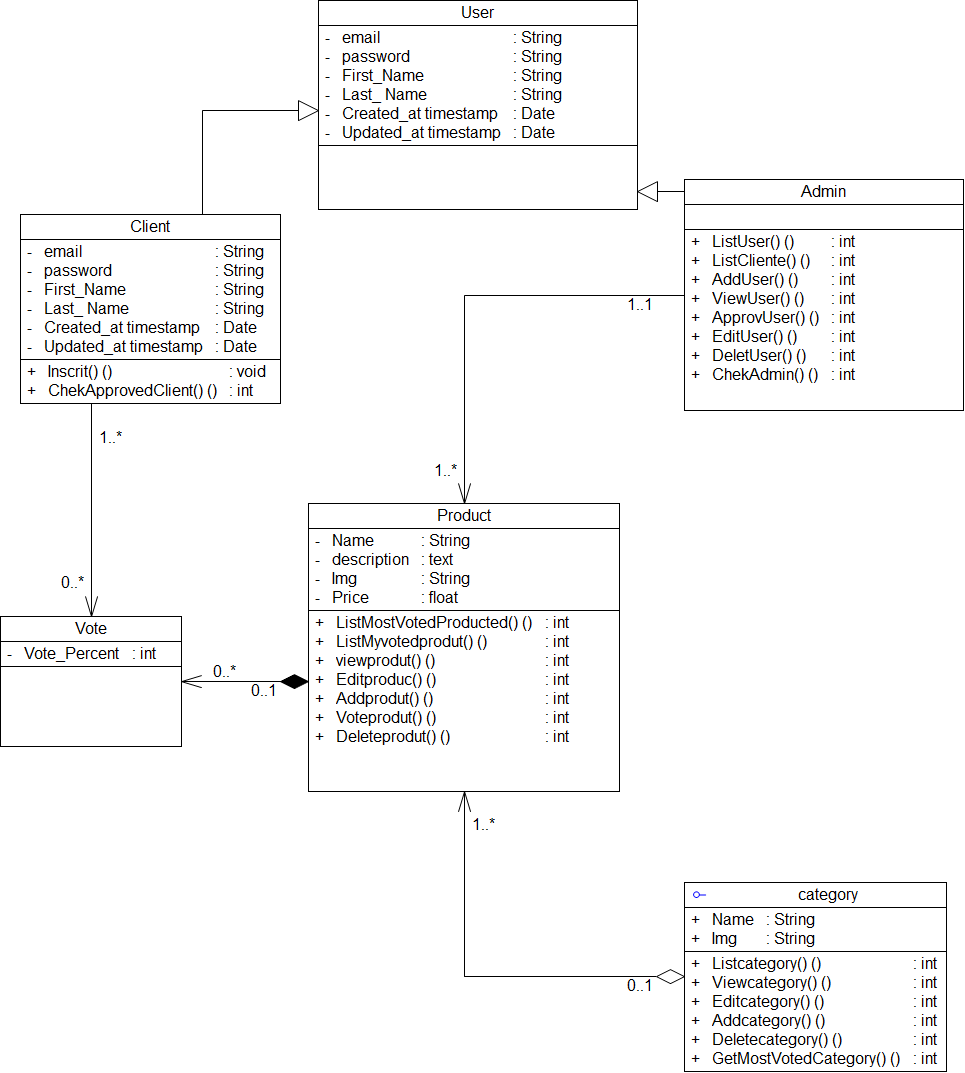 User
- email : String
- password : String
- First_Name : String
- Last_ Name : String
- Created_at timestamp : Date
- Updated_at timestamp : Date
Admin
+ ListUser() () : int
+ ListCliente() () : int
+ AddUser() () : int
+ ViewUser() () : int
+ ApprovUser() () : int
+ EditUser() () : int
+ DeletUser() () : int
+ ChekAdmin() () : int
Client
- email : String
- password : String
- First_Name : String
- Last_ Name : String
- Created_at timestamp : Date
- Updated_at timestamp : Date
+ Inscrit() () : void
+ ChekApprovedClient() () : int
1..1
1..*
1..*
0..*
Product
- Name : String
- description : text
- Img : String
- Price : float
+ ListMostVotedProducted() () : int
+ ListMyvotedprodut() () : int
+ viewprodut() () : int
+ Editproduc() () : int
+ Addprodut() () : int
+ Voteprodut() () : int
+ Deleteprodut() () : int
Vote
- Vote_Percent : int
0..*
0..1
1..*
0..1
category
+ Name : String
+ Img : String
+ Listcategory() () : int
+ Viewcategory() () : int
+ Editcategory() () : int
+ Addcategory() () : int
+ Deletecategory() () : int
+ GetMostVotedCategory() () : int